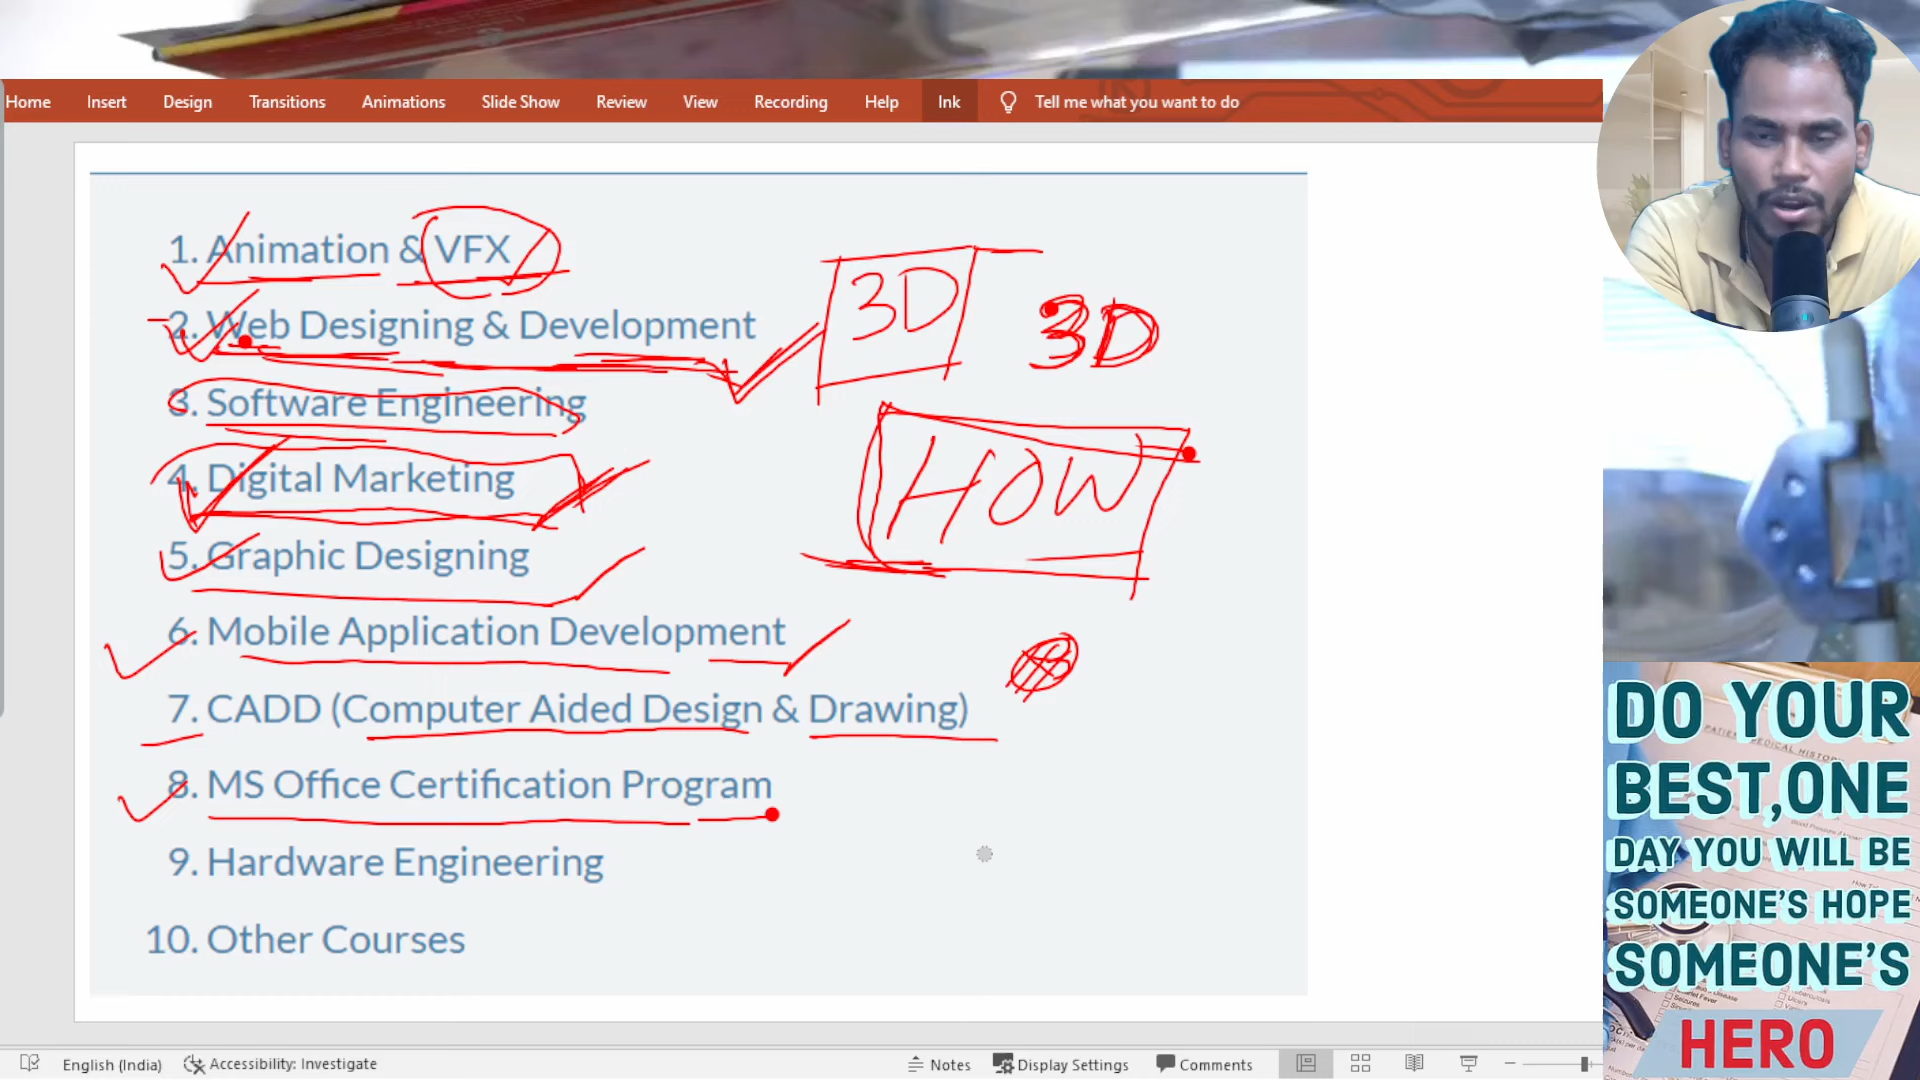 Home Insert Design Transitions Animations Slide Show Review View Recording Help Ink Tell me what you want to do
1. Animation & VFX
2. Web Designing & Development
3. Software Engineering
4. Digital Marketing
5. Graphic Designing
6. Mobile Application Development
7. CADD (Computer Aided Design & Drawing)
8. MS Office Certification Program
9. Hardware Engineering
10. Other Courses
3D
3D
HOW
DO YOUR
BEST,ONE
DAY YOU WILL BE
SOMEONE'S HOPE
SOMEONE'S
HERO
English (India) Accessibility: Investigate Notes Display Settings Comments